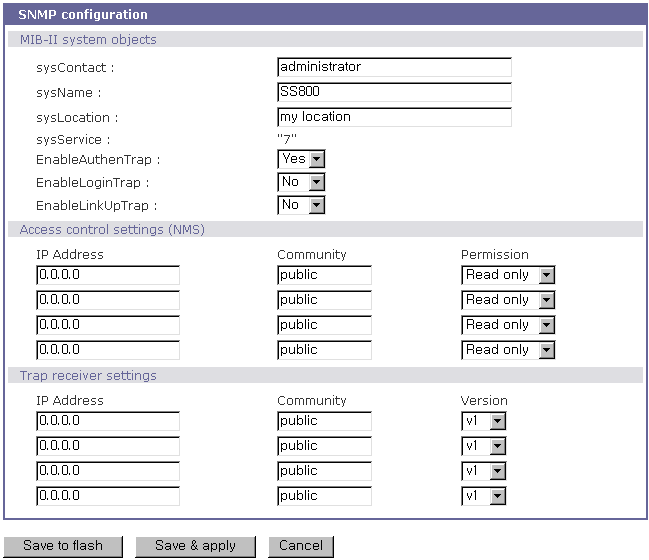 SNMP configuration
MIB-II system objects
sysContact : administrator
sysName : SS800
sysLocation : my location
sysService : "7"
EnableAuthenTrap : Yes
EnableLoginTrap : No
EnableLinkUpTrap : No
Access control settings (NMS)
IP Address Community Permission
0.0.0.0 public Read only
0.0.0.0 public Read only
0.0.0.0 public Read only
0.0.0.0 public Read only
Trap receiver settings
IP Address Community Version
0.0.0.0 public v1
0.0.0.0 public v1
0.0.0.0 public v1
0.0.0.0 public v1
Save to flash Save & apply Cancel